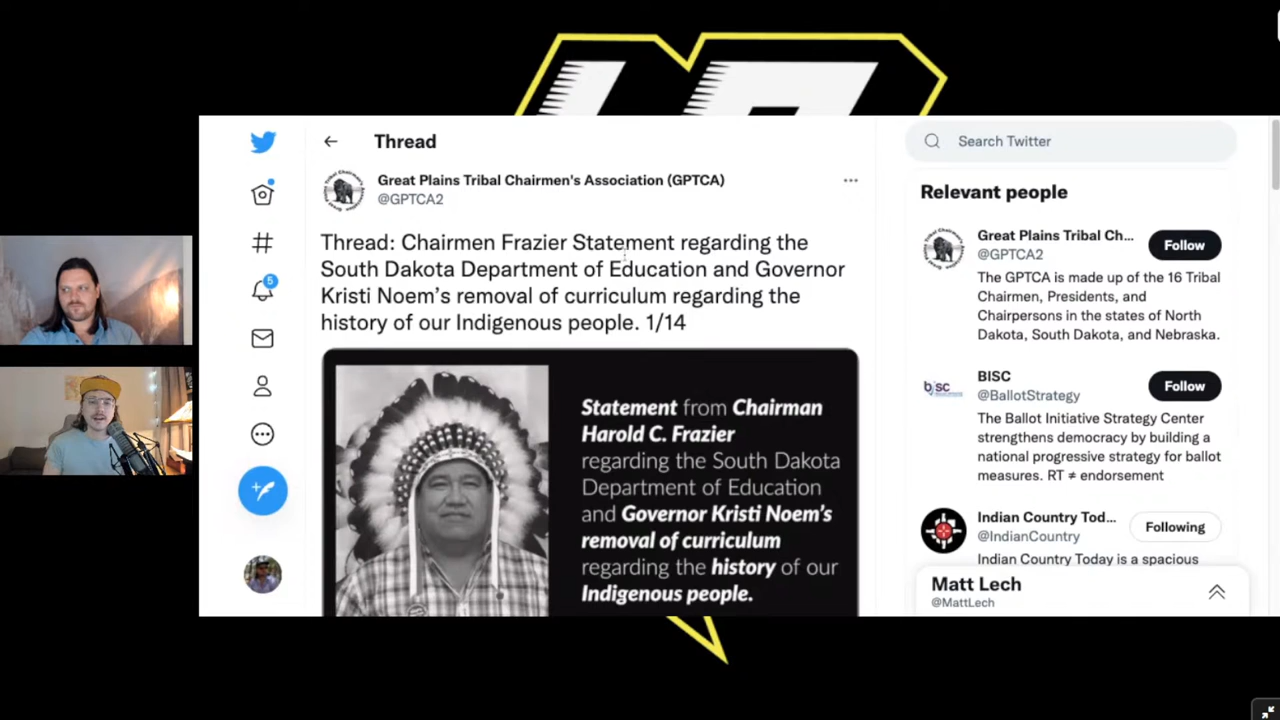 Thread
Great Plains Tribal Chairmen's Association (GPTCA)
@GPTCA2
Thread: Chairmen Frazier Statement regarding the
South Dakota Department of Education and Governor
Kristi Noem's removal of curriculum regarding the
history of our Indigenous people. 1/14
Statement from Chairman
Harold C. Frazier
regarding the South Dakota
Department of Education
and Governor Kristi Noem's
removal of curriculum
regarding the history of our
Indigenous people.
5
Search Twitter
Relevant people
Great Plains Tribal Ch...
@GPTCA2
Follow
The GPTCA is made up of the 16 Tribal
Chairmen, Presidents, and
Chairpersons in the states of North
Dakota, South Dakota, and Nebraska.
bisc
BISC
@BallotStrategy
Follow
The Ballot Initiative Strategy Center
strengthens democracy by building a
national progressive strategy for ballot
measures. RT ≠ endorsement
Indian Country Tod...
@IndianCountry
Following
Indian Country Today is a spacious
Matt Lech
@MattLech